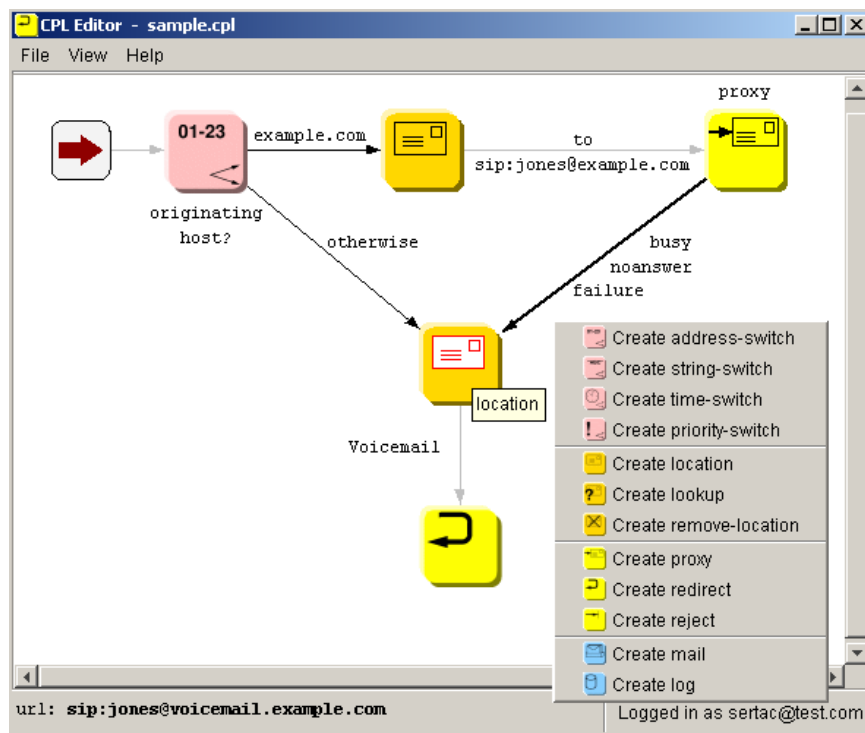 CPL Editor - sample.cpl
File View Help
proxy
01-23
example.com
to
sip:jones@example.com
originating
host?
otherwise
busy
noanswer
failure
location
Voicemail
Create address-switch
Create string-switch
Create time-switch
Create priority-switch
Create location
Create lookup
Create remove-location
Create proxy
Create redirect
Create reject
Create mail
Create log
url: sip:jones@voicemail.example.com
Logged in as sertac@test.com